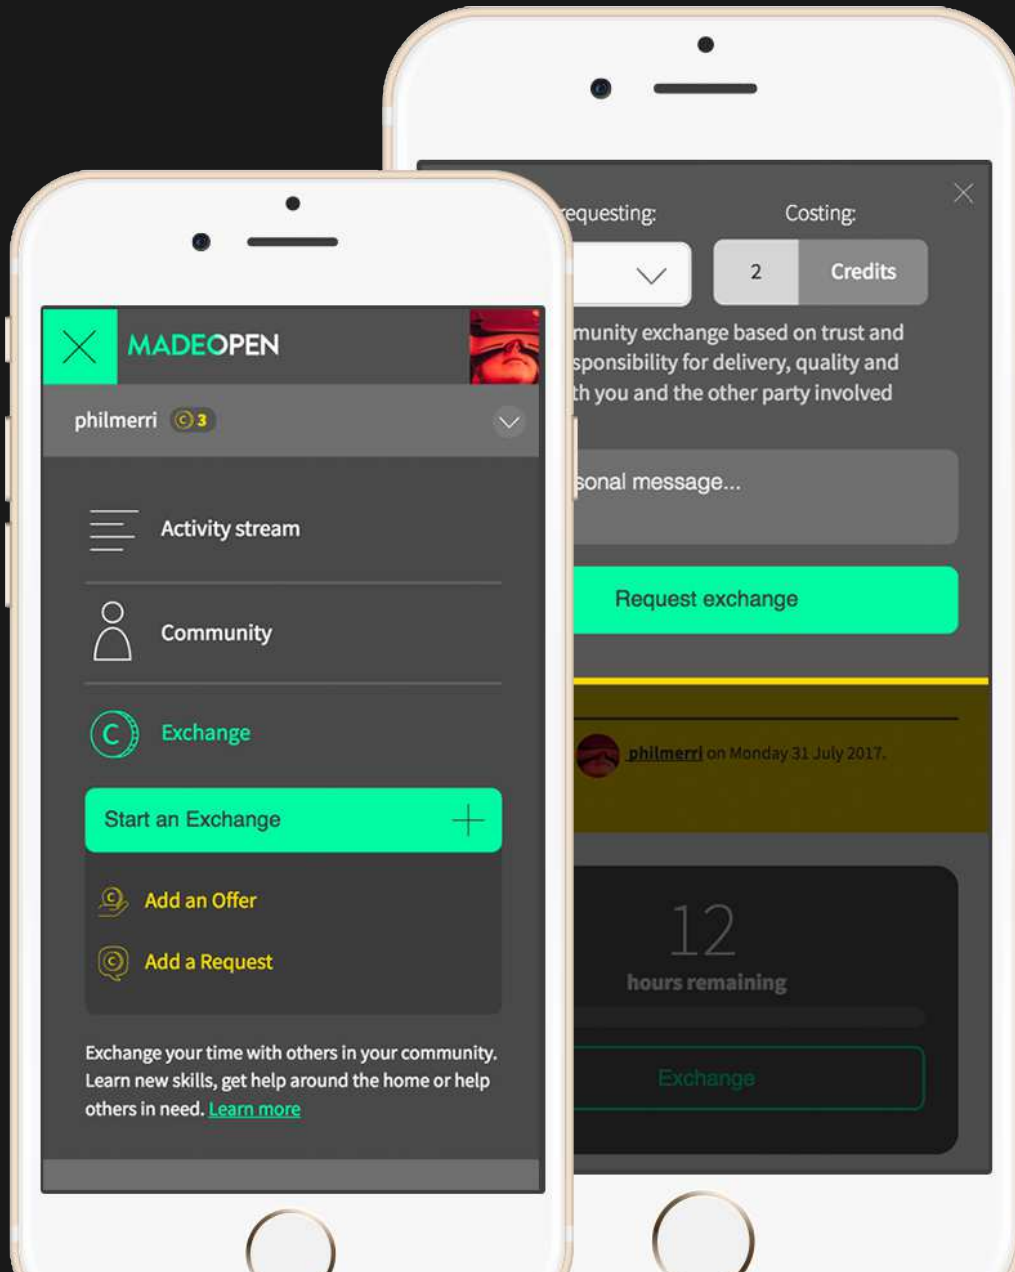 MADEOPEN
philmerri C 3
Activity stream
Community
C Exchange
Start an Exchange
C Add an Offer
C Add a Request
Exchange your time with others in your community.
Learn new skills, get help around the home or help
others in need. Learn more
equesting:
Costing:
2 Credits
munity exchange based on trust and
sponsibility for delivery, quality and
th you and the other party involved
sonal message...
Request exchange
philmerri on Monday 31 July 2017.
12
hours remaining
Exchange